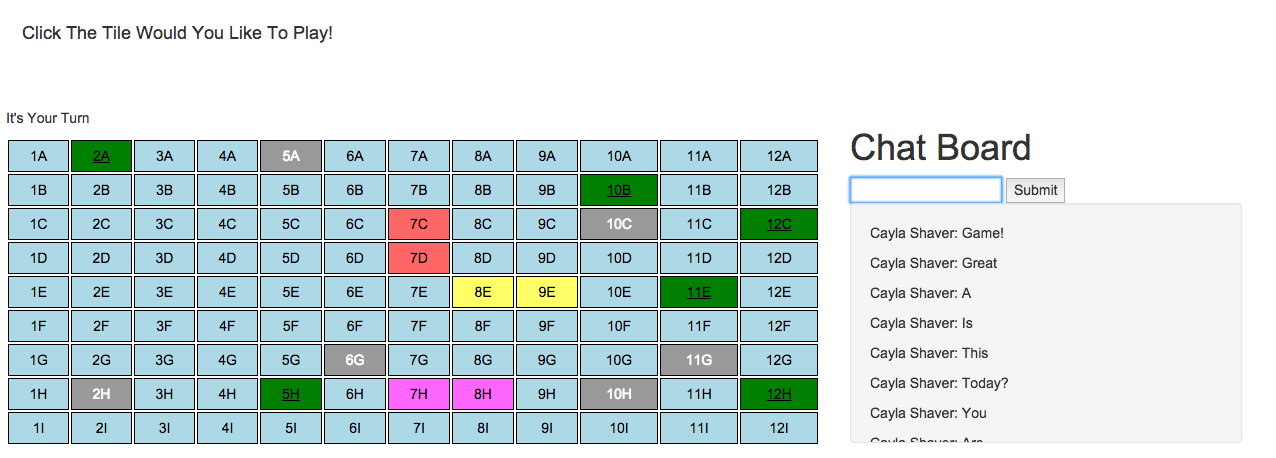 Click The Tile Would You Like To Play!
It's Your Turn
1A 2A 3A 4A 5A 6A 7A 8A 9A 10A 11A 12A
1B 2B 3B 4B 5B 6B 7B 8B 9B 10B 11B 12B
1C 2C 3C 4C 5C 6C 7C 8C 9C 10C 11C 12C
1D 2D 3D 4D 5D 6D 7D 8D 9D 10D 11D 12D
1E 2E 3E 4E 5E 6E 7E 8E 9E 10E 11E 12E
1F 2F 3F 4F 5F 6F 7F 8F 9F 10F 11F 12F
1G 2G 3G 4G 5G 6G 7G 8G 9G 10G 11G 12G
1H 2H 3H 4H 5H 6H 7H 8H 9H 10H 11H 12H
1I 2I 3I 4I 5I 6I 7I 8I 9I 10I 11I 12I
Chat Board
Submit
Cayla Shaver: Game!
Cayla Shaver: Great
Cayla Shaver: A
Cayla Shaver: Is
Cayla Shaver: This
Cayla Shaver: Today?
Cayla Shaver: You
Cayla Shaver: Are